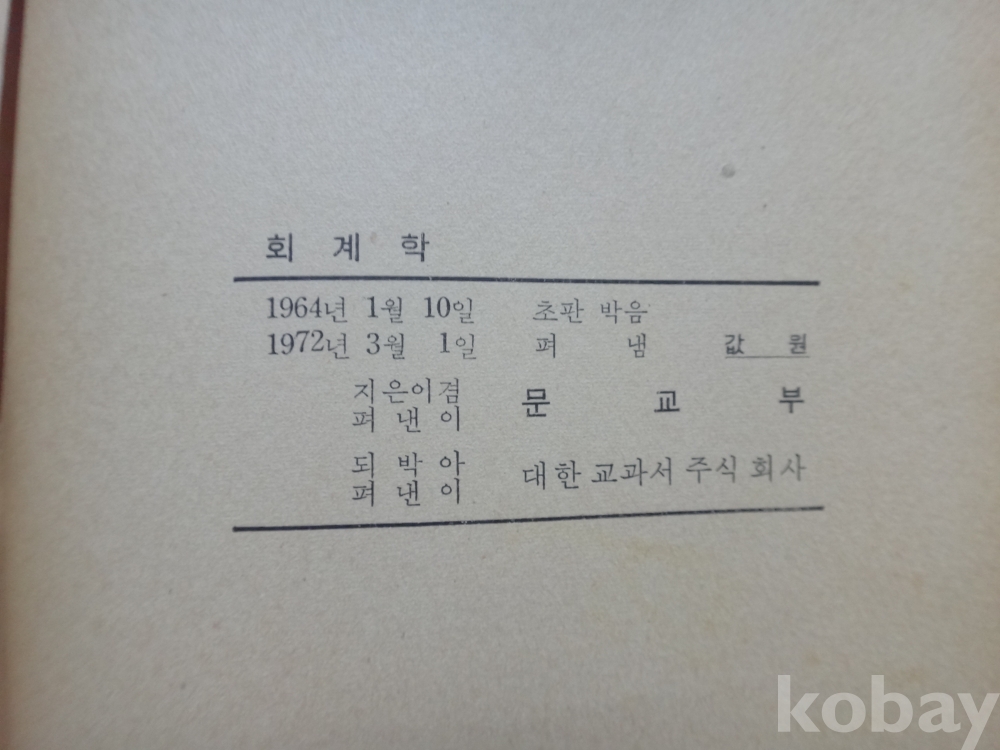 회 계 학
1964년 1월 10일 초판 박음
1972년 3월 1일 펴 냄 값 원
지은이겸
펴 낸 이 문 교 부
되 박 아
펴 낸 이 대한 교과서 주식 회사
kobay